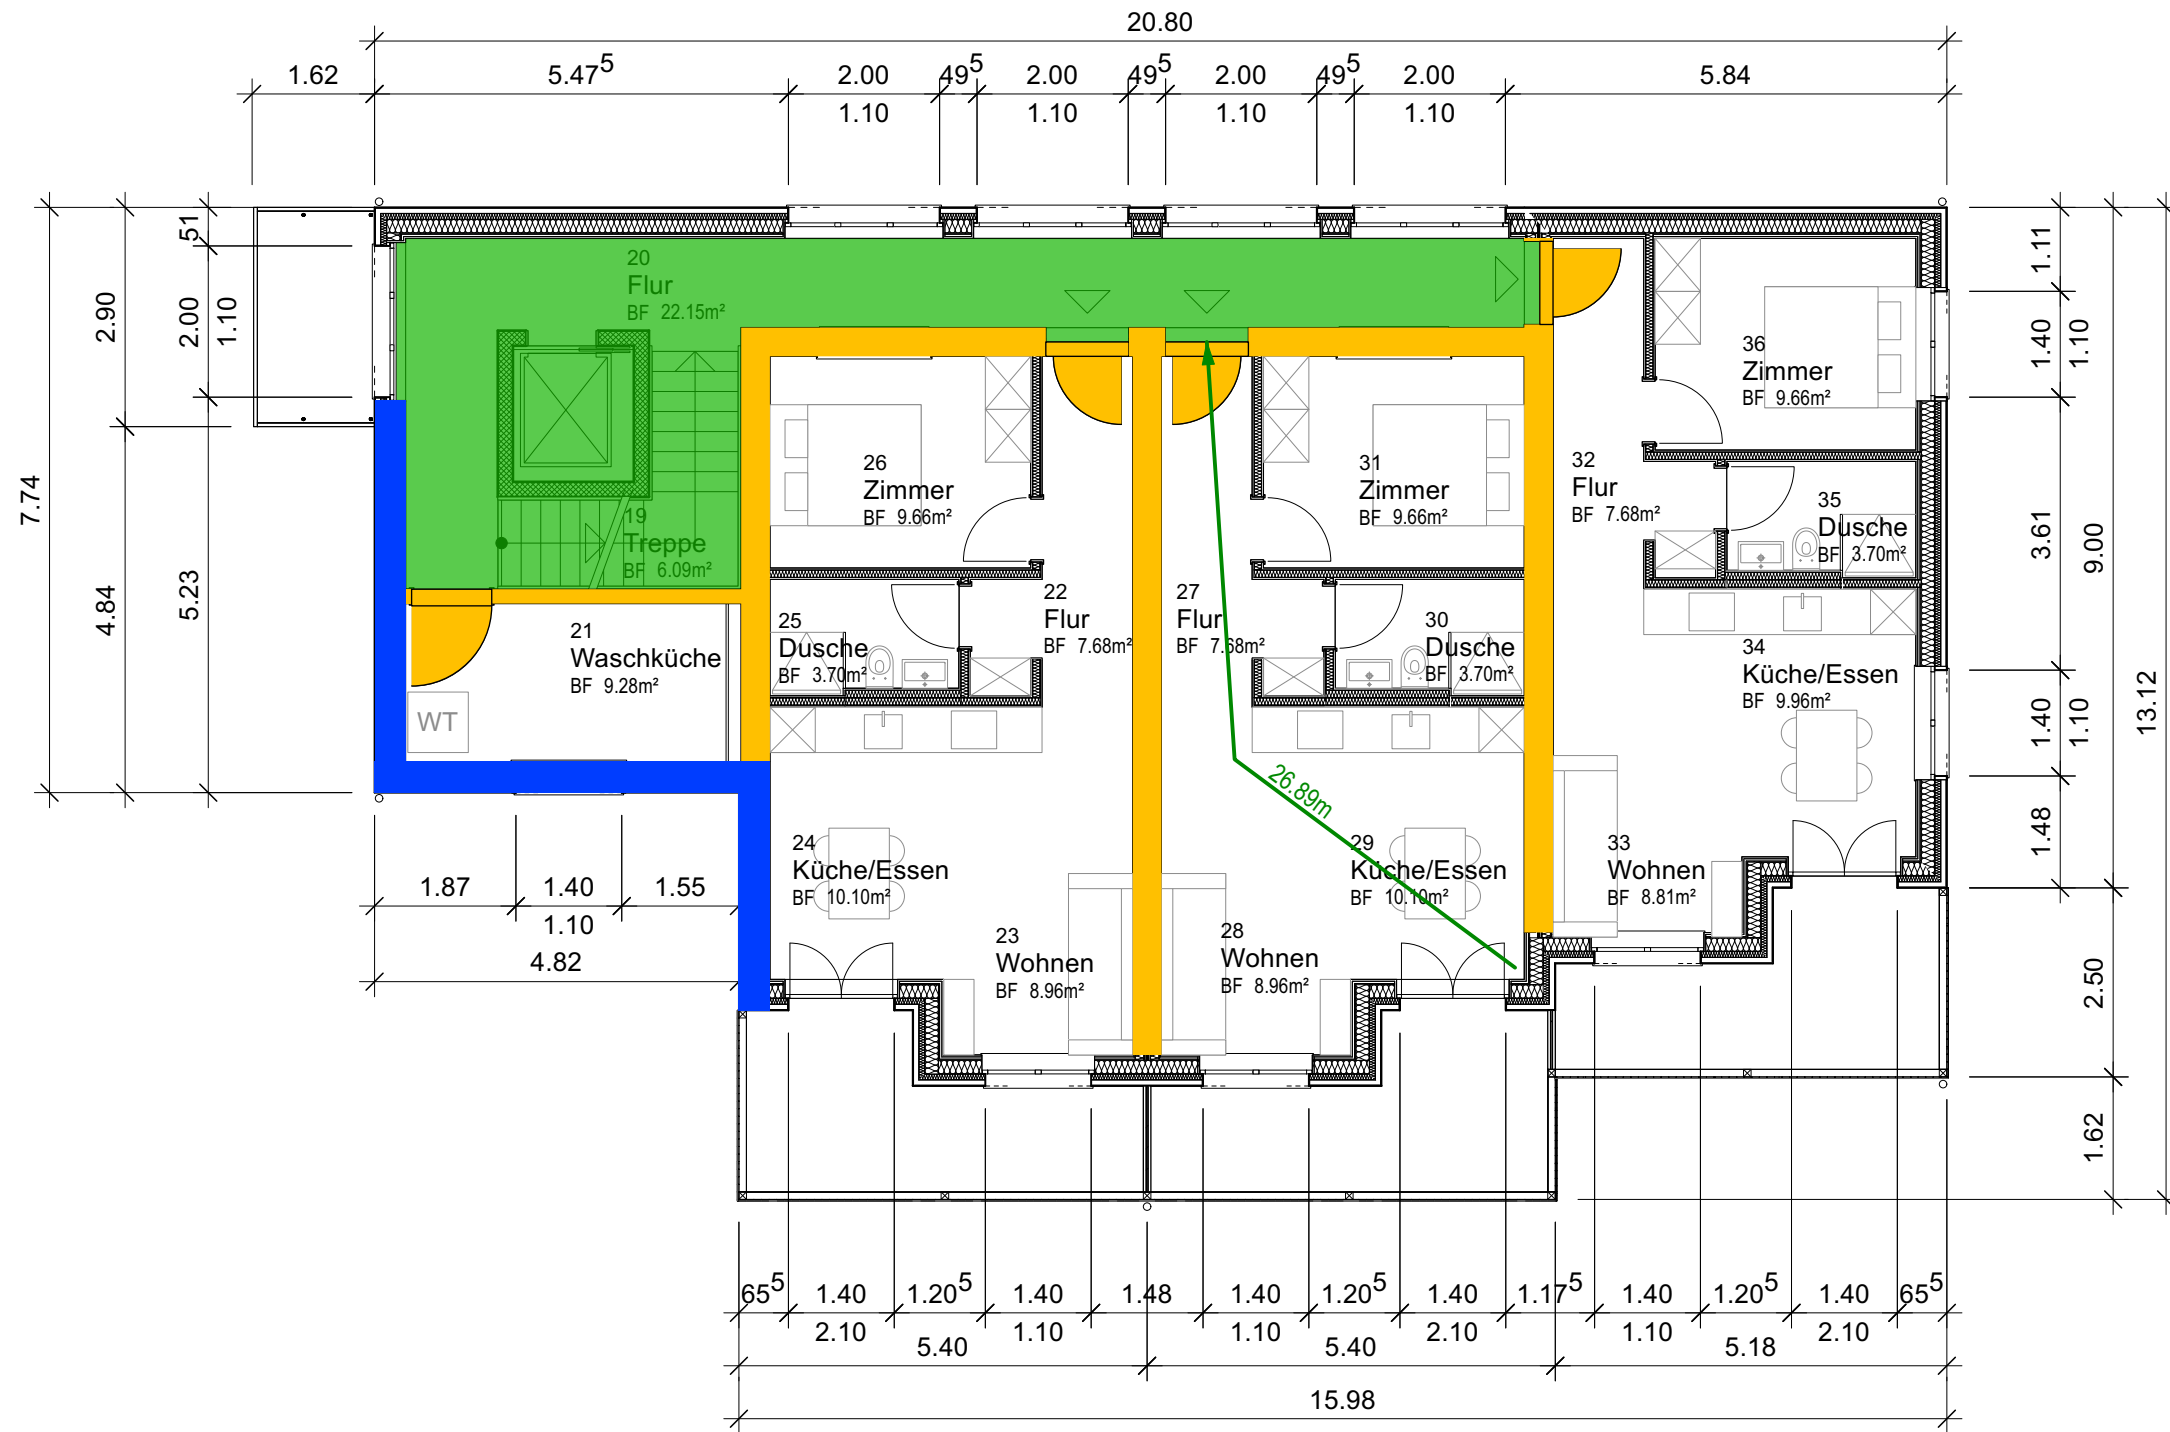 20.80
1.62 5.47⁵ 2.00 49⁵ 2.00 49⁵ 2.00 49⁵ 2.00 5.84
1.10 1.10 1.10 1.10
7.74
2.90
4.84
51
2.00
1.10
5.23
20
Flur
BF 22.15m²
19
Treppe
BF 6.09m²
21
Waschküche
BF 9.28m²
WT
26
Zimmer
BF 9.66m²
25
Dusche
BF 3.70m²
22
Flur
BF 7.68m²
24
Küche/Essen
BF 10.10m²
23
Wohnen
BF 8.96m²
27
Flur
BF 7.68m²
31
Zimmer
BF 9.66m²
30
Dusche
BF 3.70m²
26.89m
29
Küche/Essen
BF 10.10m²
28
Wohnen
BF 8.96m²
32
Flur
BF 7.68m²
36
Zimmer
BF 9.66m²
35
Dusche
BF 3.70m²
34
Küche/Essen
BF 9.96m²
33
Wohnen
BF 8.81m²
1.11
1.40
1.10
3.61
1.40
1.10
1.48
9.00
2.50
1.62
13.12
1.87 1.40 1.55
1.10
4.82
65⁵ 1.40 1.20⁵ 1.40 1.48 1.40 1.20⁵ 1.40 1.17⁵ 1.40 1.20⁵ 1.40 65⁵
2.10 1.10 1.10 2.10 1.10 2.10
5.40 5.40 5.18
15.98